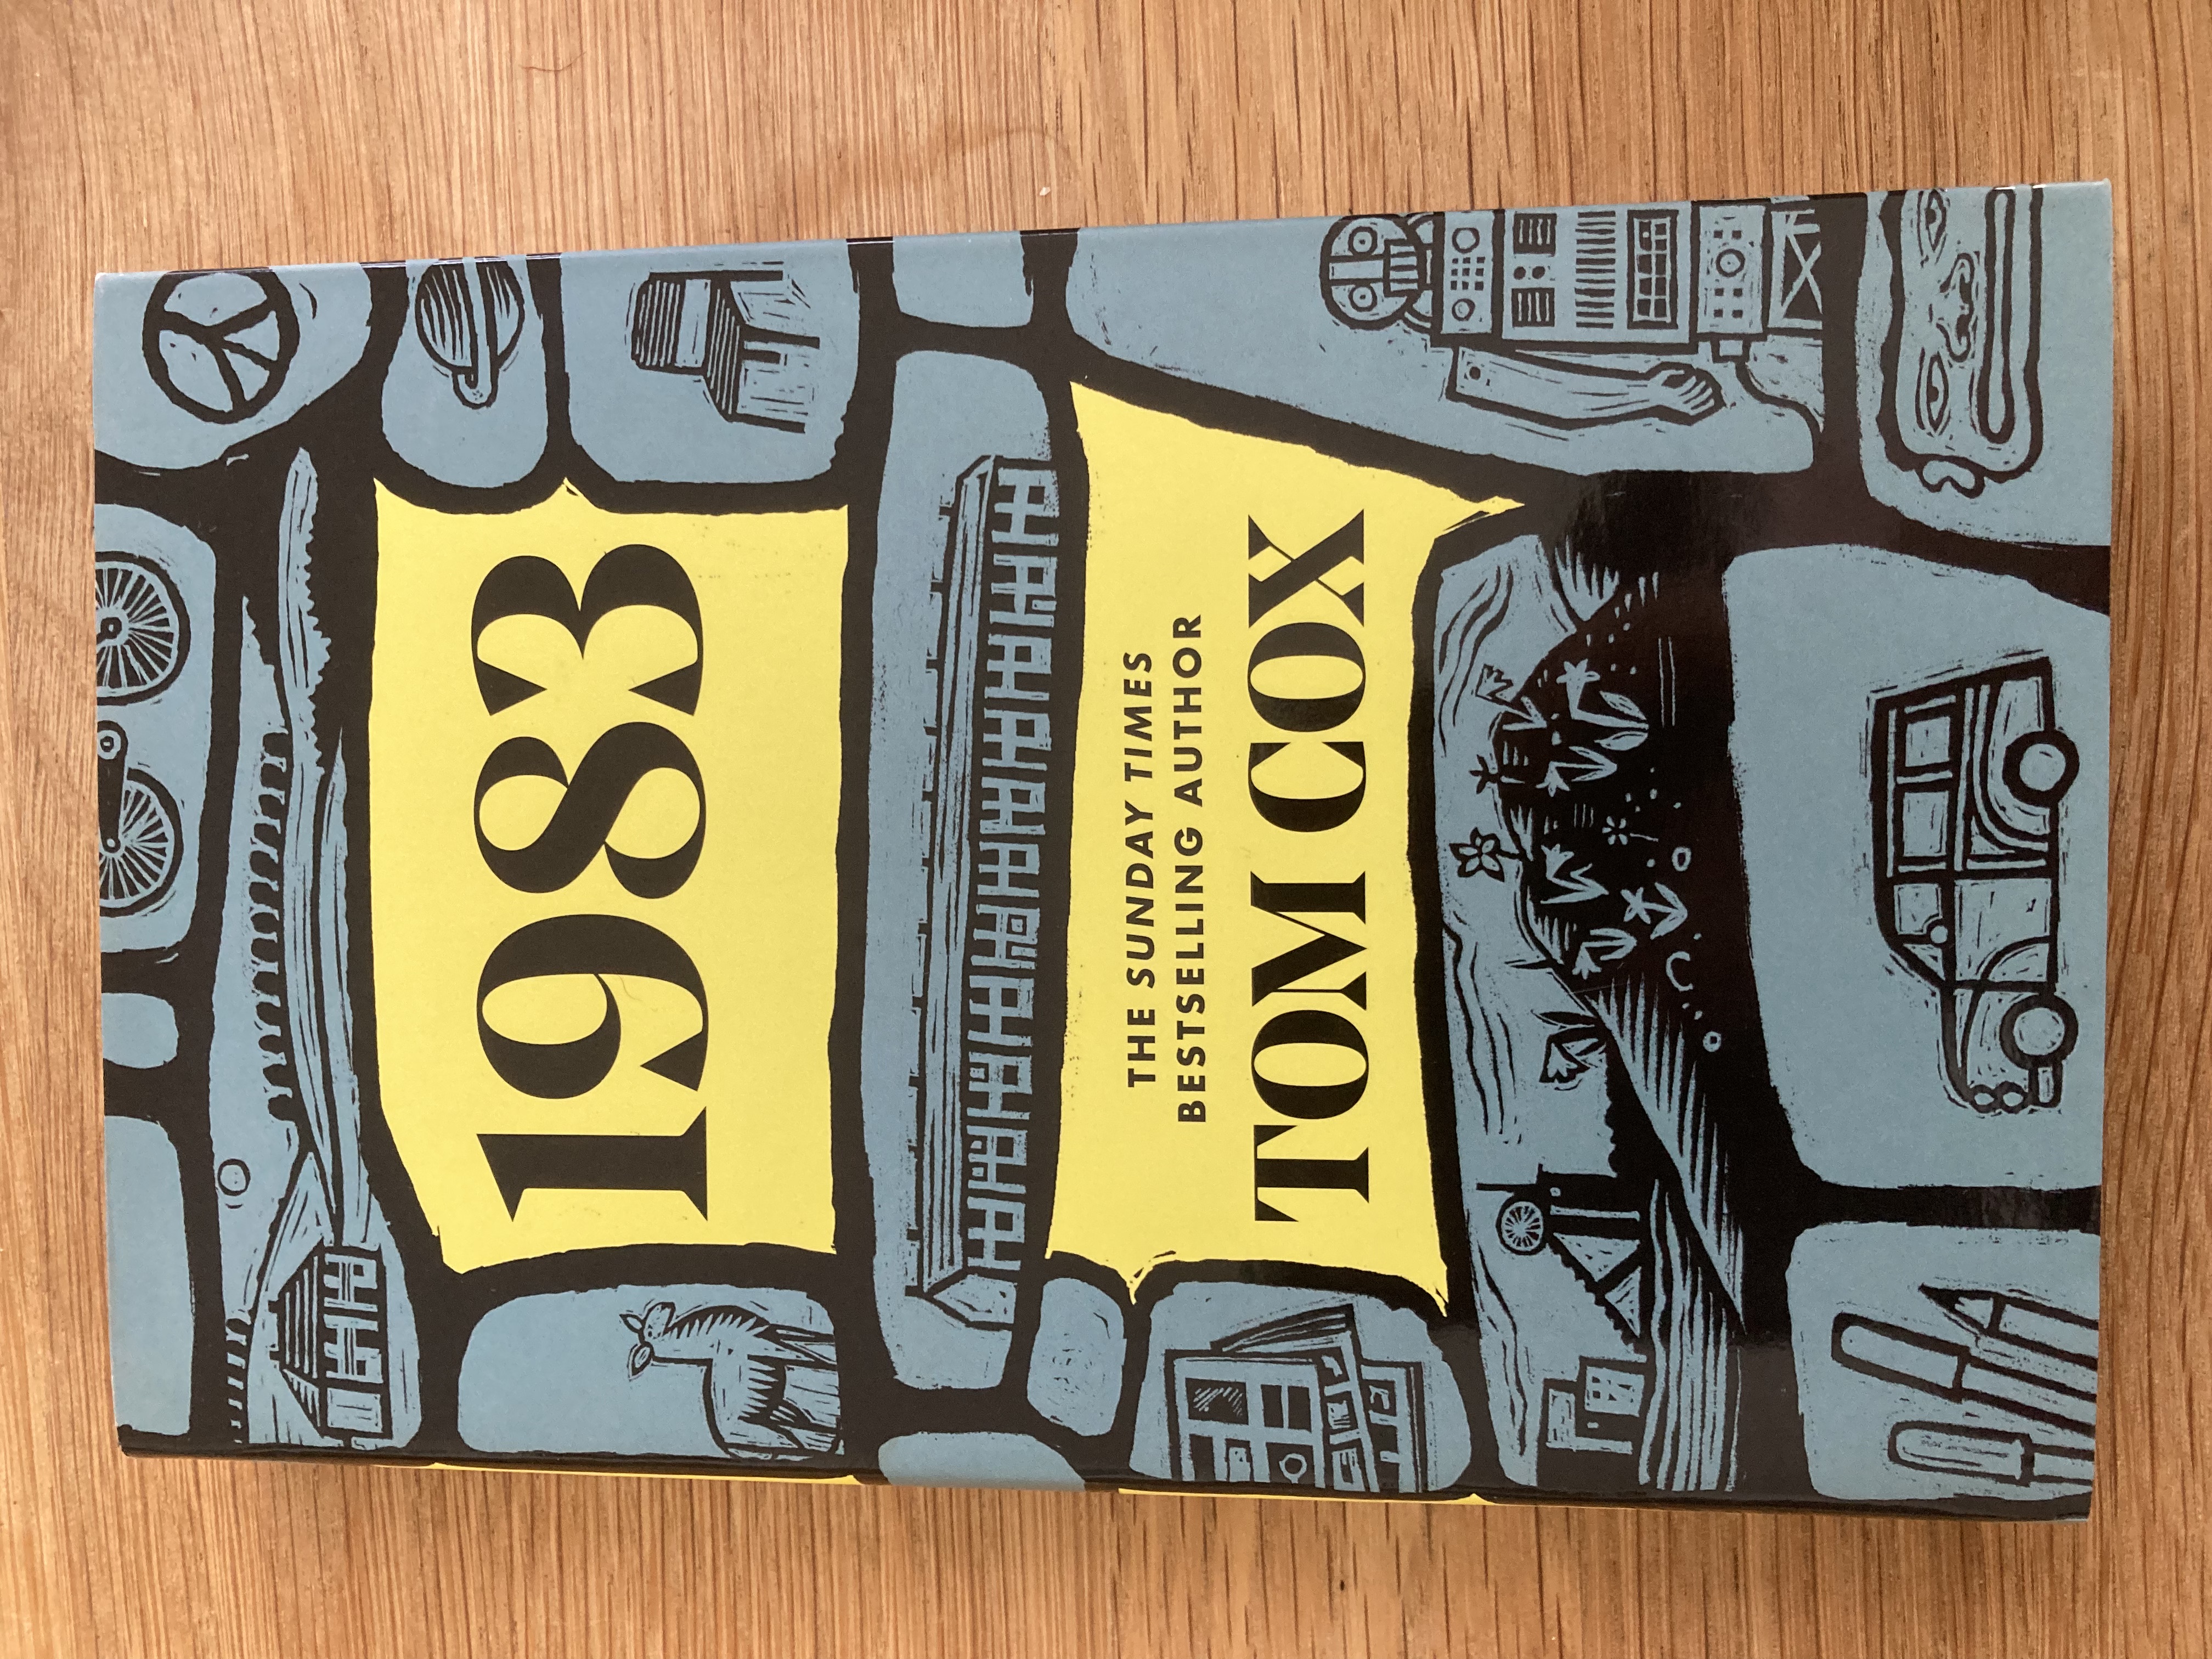 1983
THE SUNDAY TIMES
BESTSELLING AUTHOR
TOM COX